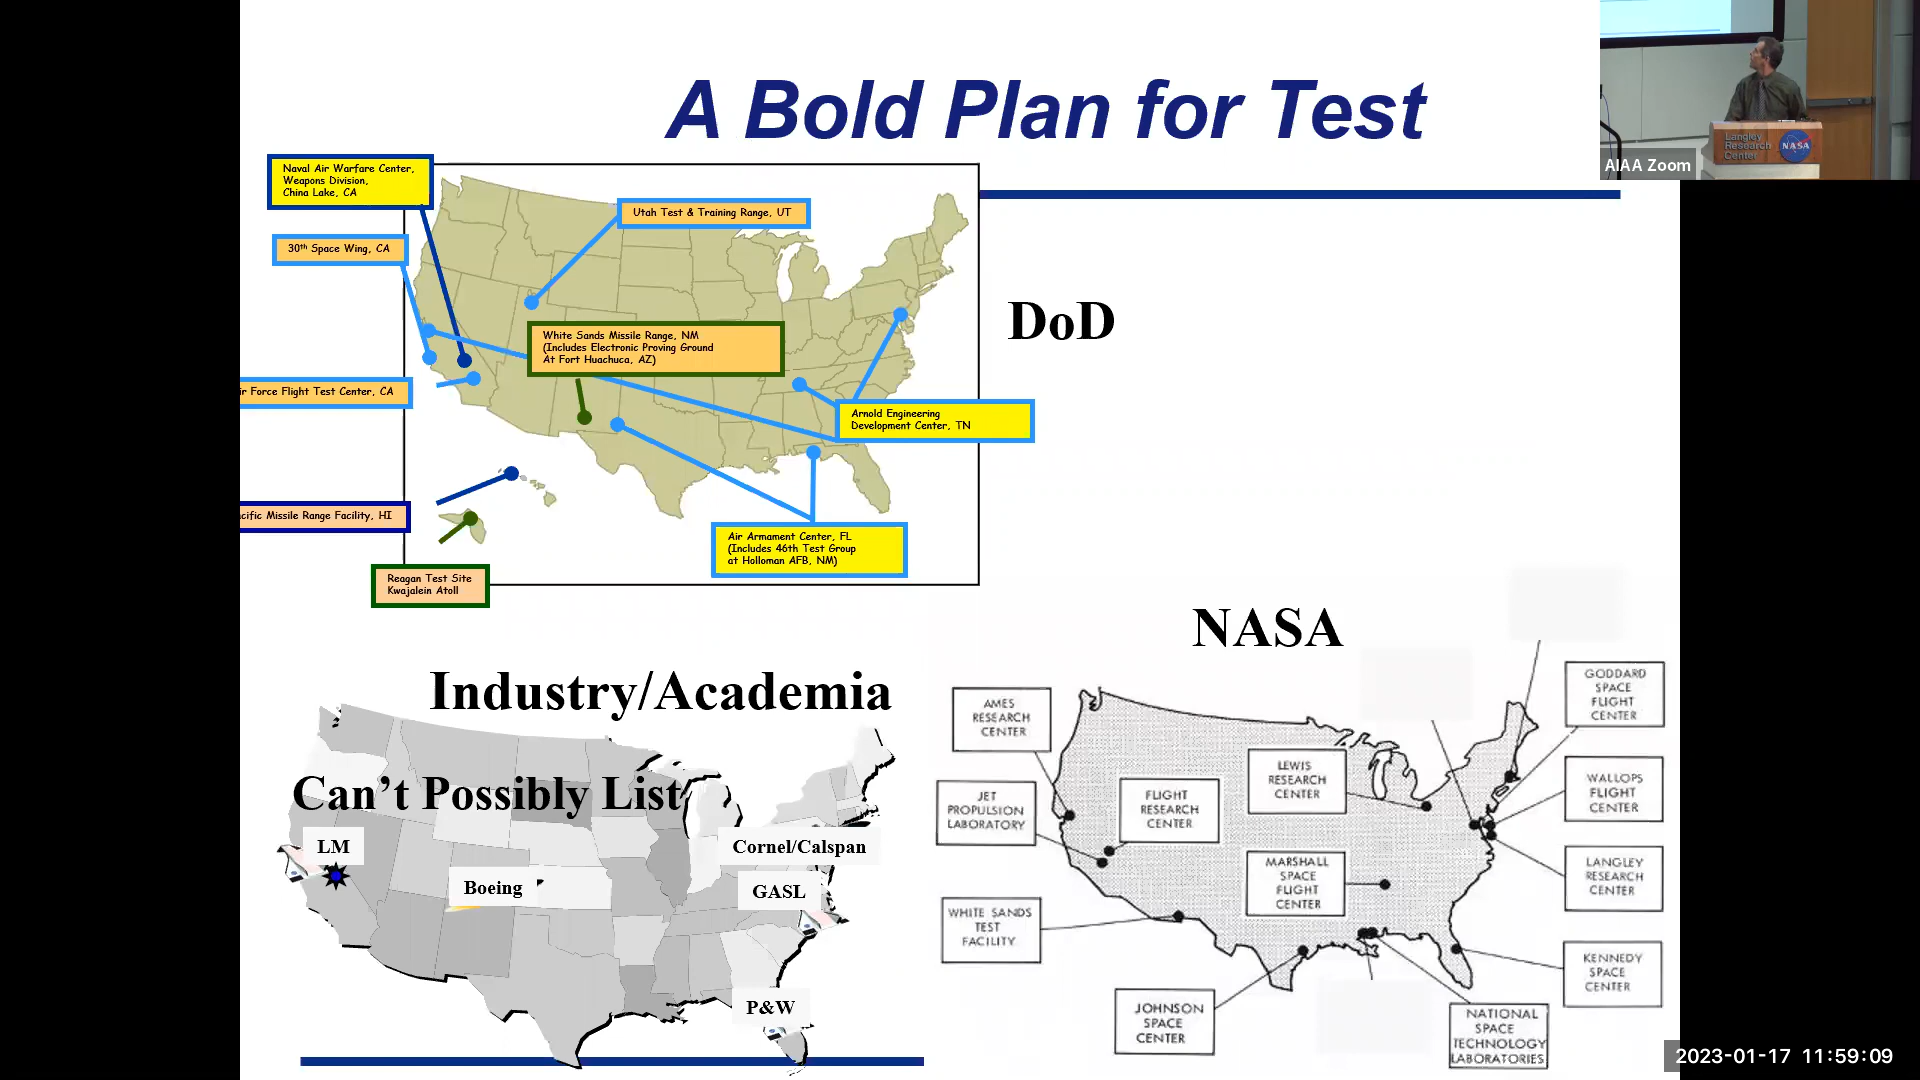 A Bold Plan for Test
AIAA Zoom
Langley
Research
Center
NASA
Naval Air Warfare Center,
Weapons Division,
China Lake, CA
Utah Test & Training Range, UT
30th Space Wing, CA
White Sands Missile Range, NM
(Includes Electronic Proving Ground
At Fort Huachuca, AZ)
DoD
ir Force Flight Test Center, CA
Arnold Engineering
Development Center, TN
cific Missile Range Facility, HI
Air Armament Center, FL
(Includes 46th Test Group
at Holloman AFB, NM)
Reagan Test Site
Kwajalein Atoll
Industry/Academia
Can't Possibly List
LM
Cornel/Calspan
Boeing
GASL
P&W
NASA
AMES
RESEARCH
CENTER
GODDARD
SPACE
FLIGHT
CENTER
LEWIS
RESEARCH
CENTER
JET
PROPULSION
LABORATORY
FLIGHT
RESEARCH
CENTER
WALLOPS
FLIGHT
CENTER
MARSHALL
SPACE
FLIGHT
CENTER
LANGLEY
RESEARCH
CENTER
WHITE SANDS
TEST
FACILITY
KENNEDY
SPACE
CENTER
JOHNSON
SPACE
CENTER
NATIONAL
SPACE
TECHNOLOGY
LABORATORIES
2023-01-17 11:59:09